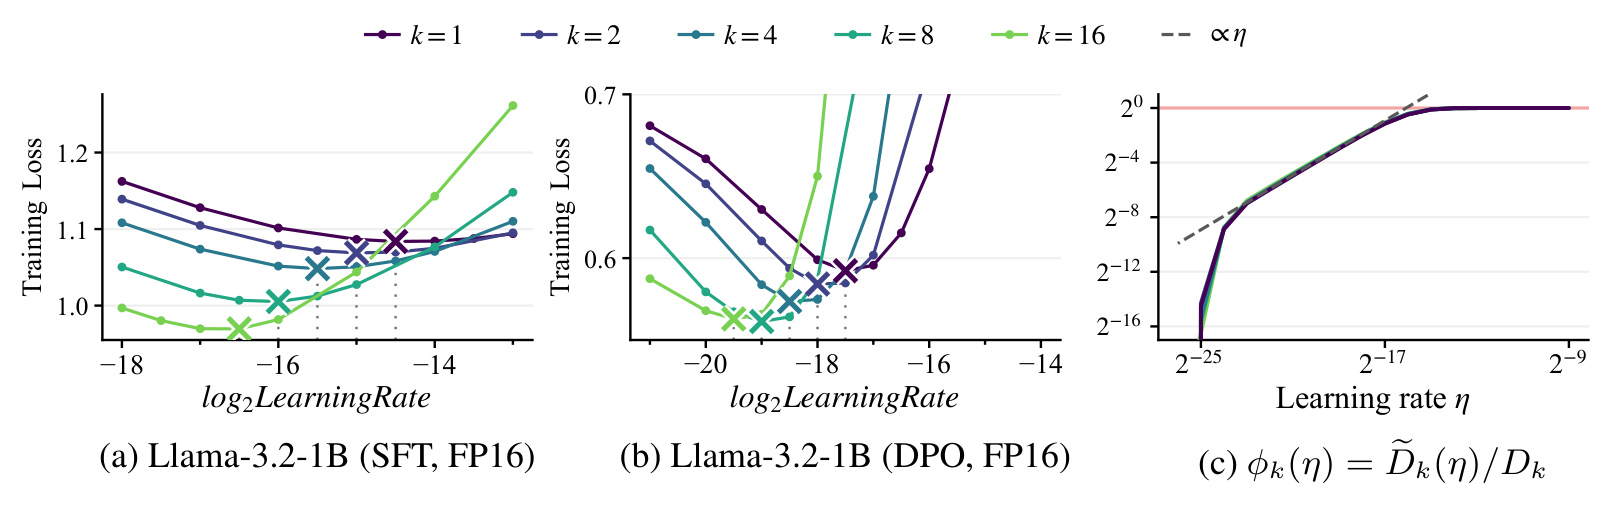 k=1 k=2 k=4 k=8 k=16 ∝η
Training Loss
1.2
1.1
1.0
−18 −16 −14
log₂LearningRate
(a) Llama-3.2-1B (SFT, FP16)
Training Loss
0.7
0.6
−20 −18 −16 −14
log₂LearningRate
(b) Llama-3.2-1B (DPO, FP16)
2⁰
2⁻⁴
2⁻⁸
2⁻¹²
2⁻¹⁶
2⁻²⁵ 2⁻¹⁷ 2⁻⁹
Learning rate η
(c) ϕₖ(η) = D̃ₖ(η)/Dₖ